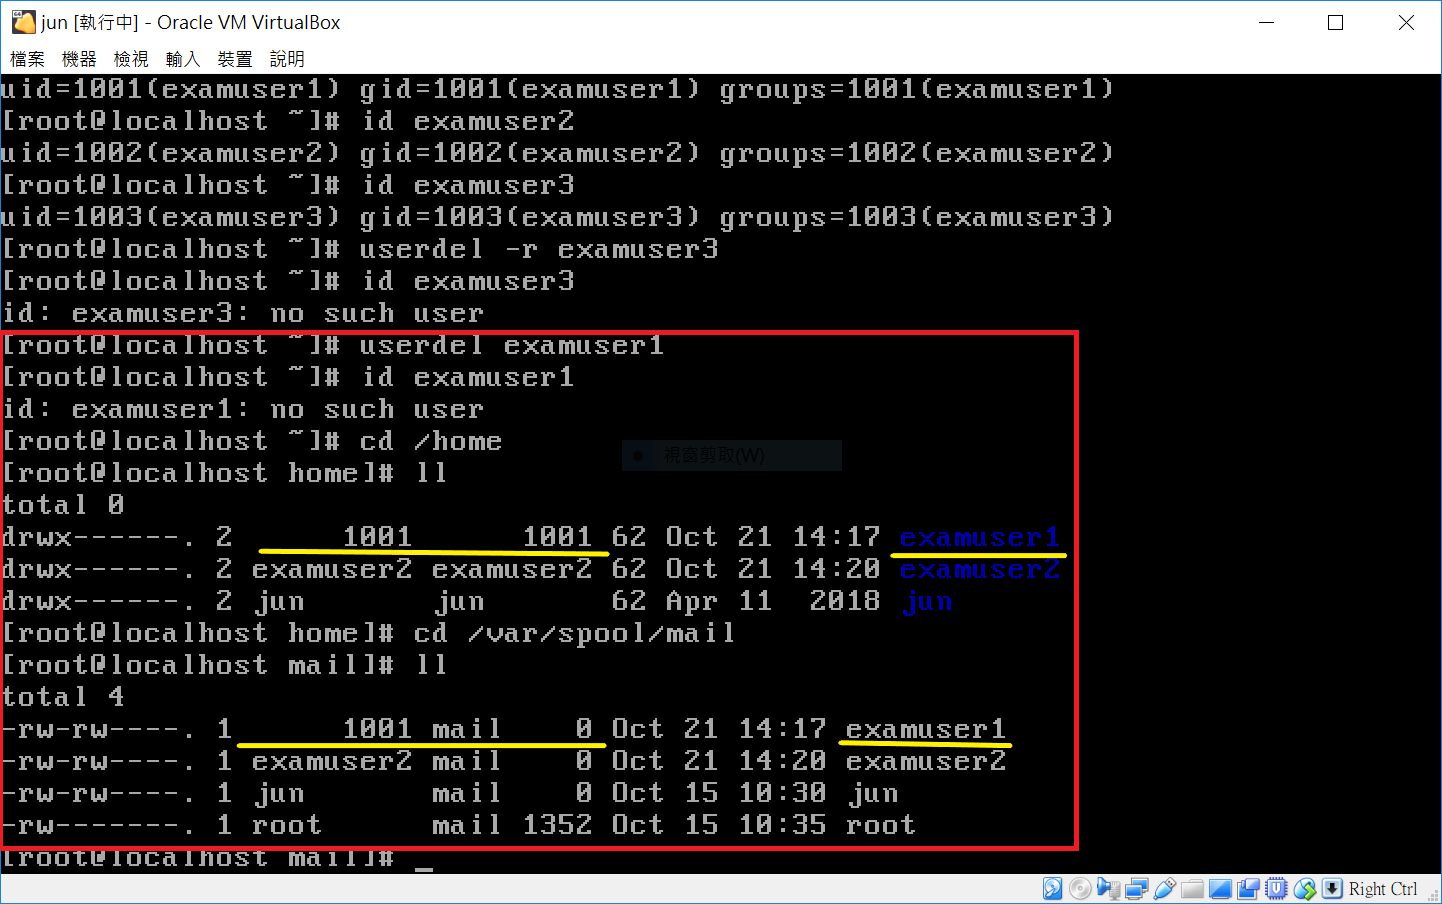 jun [執行中] - Oracle VM VirtualBox
檔案 機器 檢視 輸入 裝置 說明
uid=1001(examuser1) gid=1001(examuser1) groups=1001(examuser1)
[root@localhost ~]# id examuser2
uid=1002(examuser2) gid=1002(examuser2) groups=1002(examuser2)
[root@localhost ~]# id examuser3
uid=1003(examuser3) gid=1003(examuser3) groups=1003(examuser3)
[root@localhost ~]# userdel -r examuser3
[root@localhost ~]# id examuser3
id: examuser3: no such user
[root@localhost ~]# userdel examuser1
[root@localhost ~]# id examuser1
id: examuser1: no such user
[root@localhost ~]# cd /home
視窗剪取(W)
[root@localhost home]# ll
total 0
drwx------. 2      1001      1001 62 Oct 21 14:17 examuser1
drwx------. 2 examuser2 examuser2 62 Oct 21 14:20 examuser2
drwx------. 2 jun       jun       62 Apr 11  2018 jun
[root@localhost home]# cd /var/spool/mail
[root@localhost mail]# ll
total 4
-rw-rw----. 1      1001 mail    0 Oct 21 14:17 examuser1
-rw-rw----. 1 examuser2 mail    0 Oct 21 14:20 examuser2
-rw-rw----. 1 jun       mail    0 Oct 15 10:30 jun
-rw-------. 1 root      mail 1352 Oct 15 10:35 root
[root@localhost mail]# _
Right Ctrl